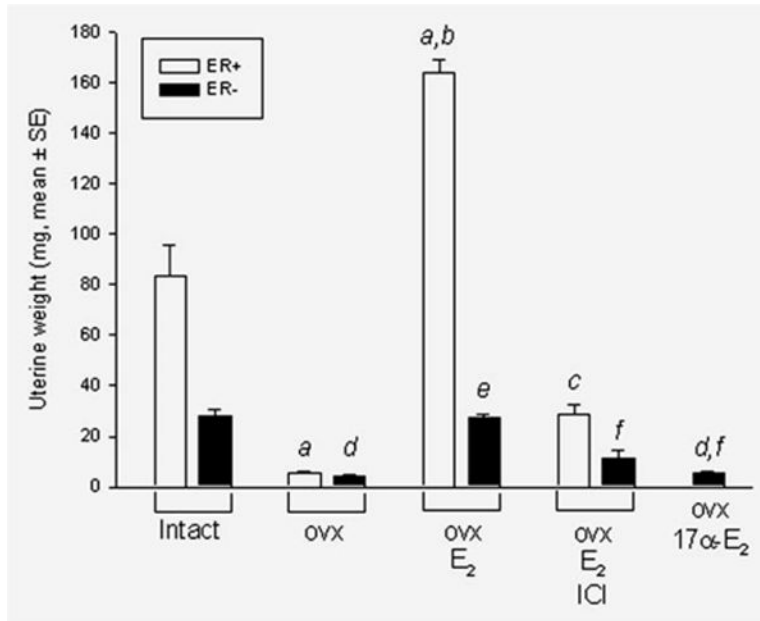 180
160
140
120
100
80
60
40
20
0
Uterine weight (mg, mean ± SE)
ER+
ER-
a
d
a,b
e
c
f
d,f
Intact
ovx
ovx
E₂
ovx
E₂
ICI
ovx
17α-E₂